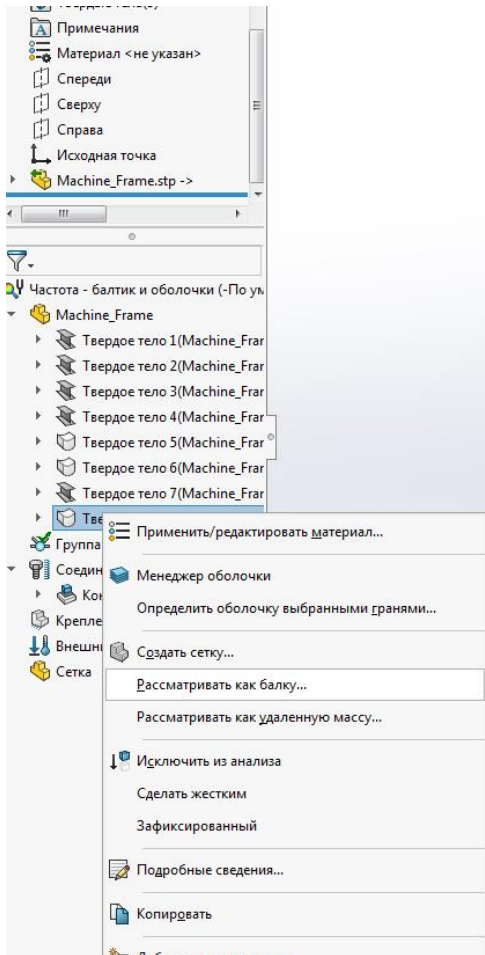 Примечания
Материал <не указан>
Спереди
Сверху
Справа
Исходная точка
Machine_Frame.stp ->
Частота - балтик и оболочки (-По ум
Machine_Frame
Твердое тело 1(Machine_Frar
Твердое тело 2(Machine_Frar
Твердое тело 3(Machine_Frar
Твердое тело 4(Machine_Frar
Твердое тело 5(Machine_Frar
Твердое тело 6(Machine_Frar
Твердое тело 7(Machine_Frar
Тве
Применить/редактировать материал...
Группа
Соедин
Менеджер оболочки
Кон
Определить оболочку выбранными гранями...
Крепле
Внешни
Создать сетку...
Сетка
Рассматривать как балку...
Рассматривать как удаленную массу...
Исключить из анализа
Сделать жестким
Зафиксированный
Подробные сведения...
Копировать